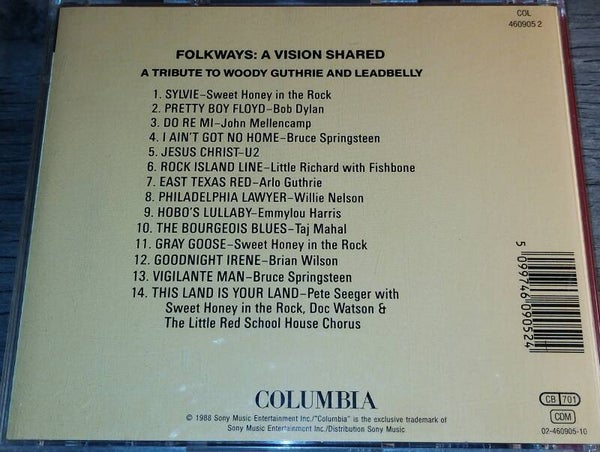 COL
460905 2
FOLKWAYS: A VISION SHARED
A TRIBUTE TO WOODY GUTHRIE AND LEADBELLY
1. SYLVIE–Sweet Honey in the Rock
2. PRETTY BOY FLOYD–Bob Dylan
3. DO RE MI–John Mellencamp
4. I AIN'T GOT NO HOME–Bruce Springsteen
5. JESUS CHRIST–U2
6. ROCK ISLAND LINE–Little Richard with Fishbone
7. EAST TEXAS RED–Arlo Guthrie
8. PHILADELPHIA LAWYER–Willie Nelson
9. HOBO'S LULLABY–Emmylou Harris
10. THE BOURGEOIS BLUES–Taj Mahal
11. GRAY GOOSE–Sweet Honey in the Rock
12. GOODNIGHT IRENE–Brian Wilson
13. VIGILANTE MAN–Bruce Springsteen
14. THIS LAND IS YOUR LAND–Pete Seeger with
Sweet Honey in the Rock, Doc Watson &
The Little Red School House Chorus
5 099746 090524
COLUMBIA
© 1988 Sony Music Entertainment Inc./"Columbia" is the exclusive trademark of
Sony Music Entertainment Inc./Distribution Sony Music
CB 701
CDM
02-460905-10